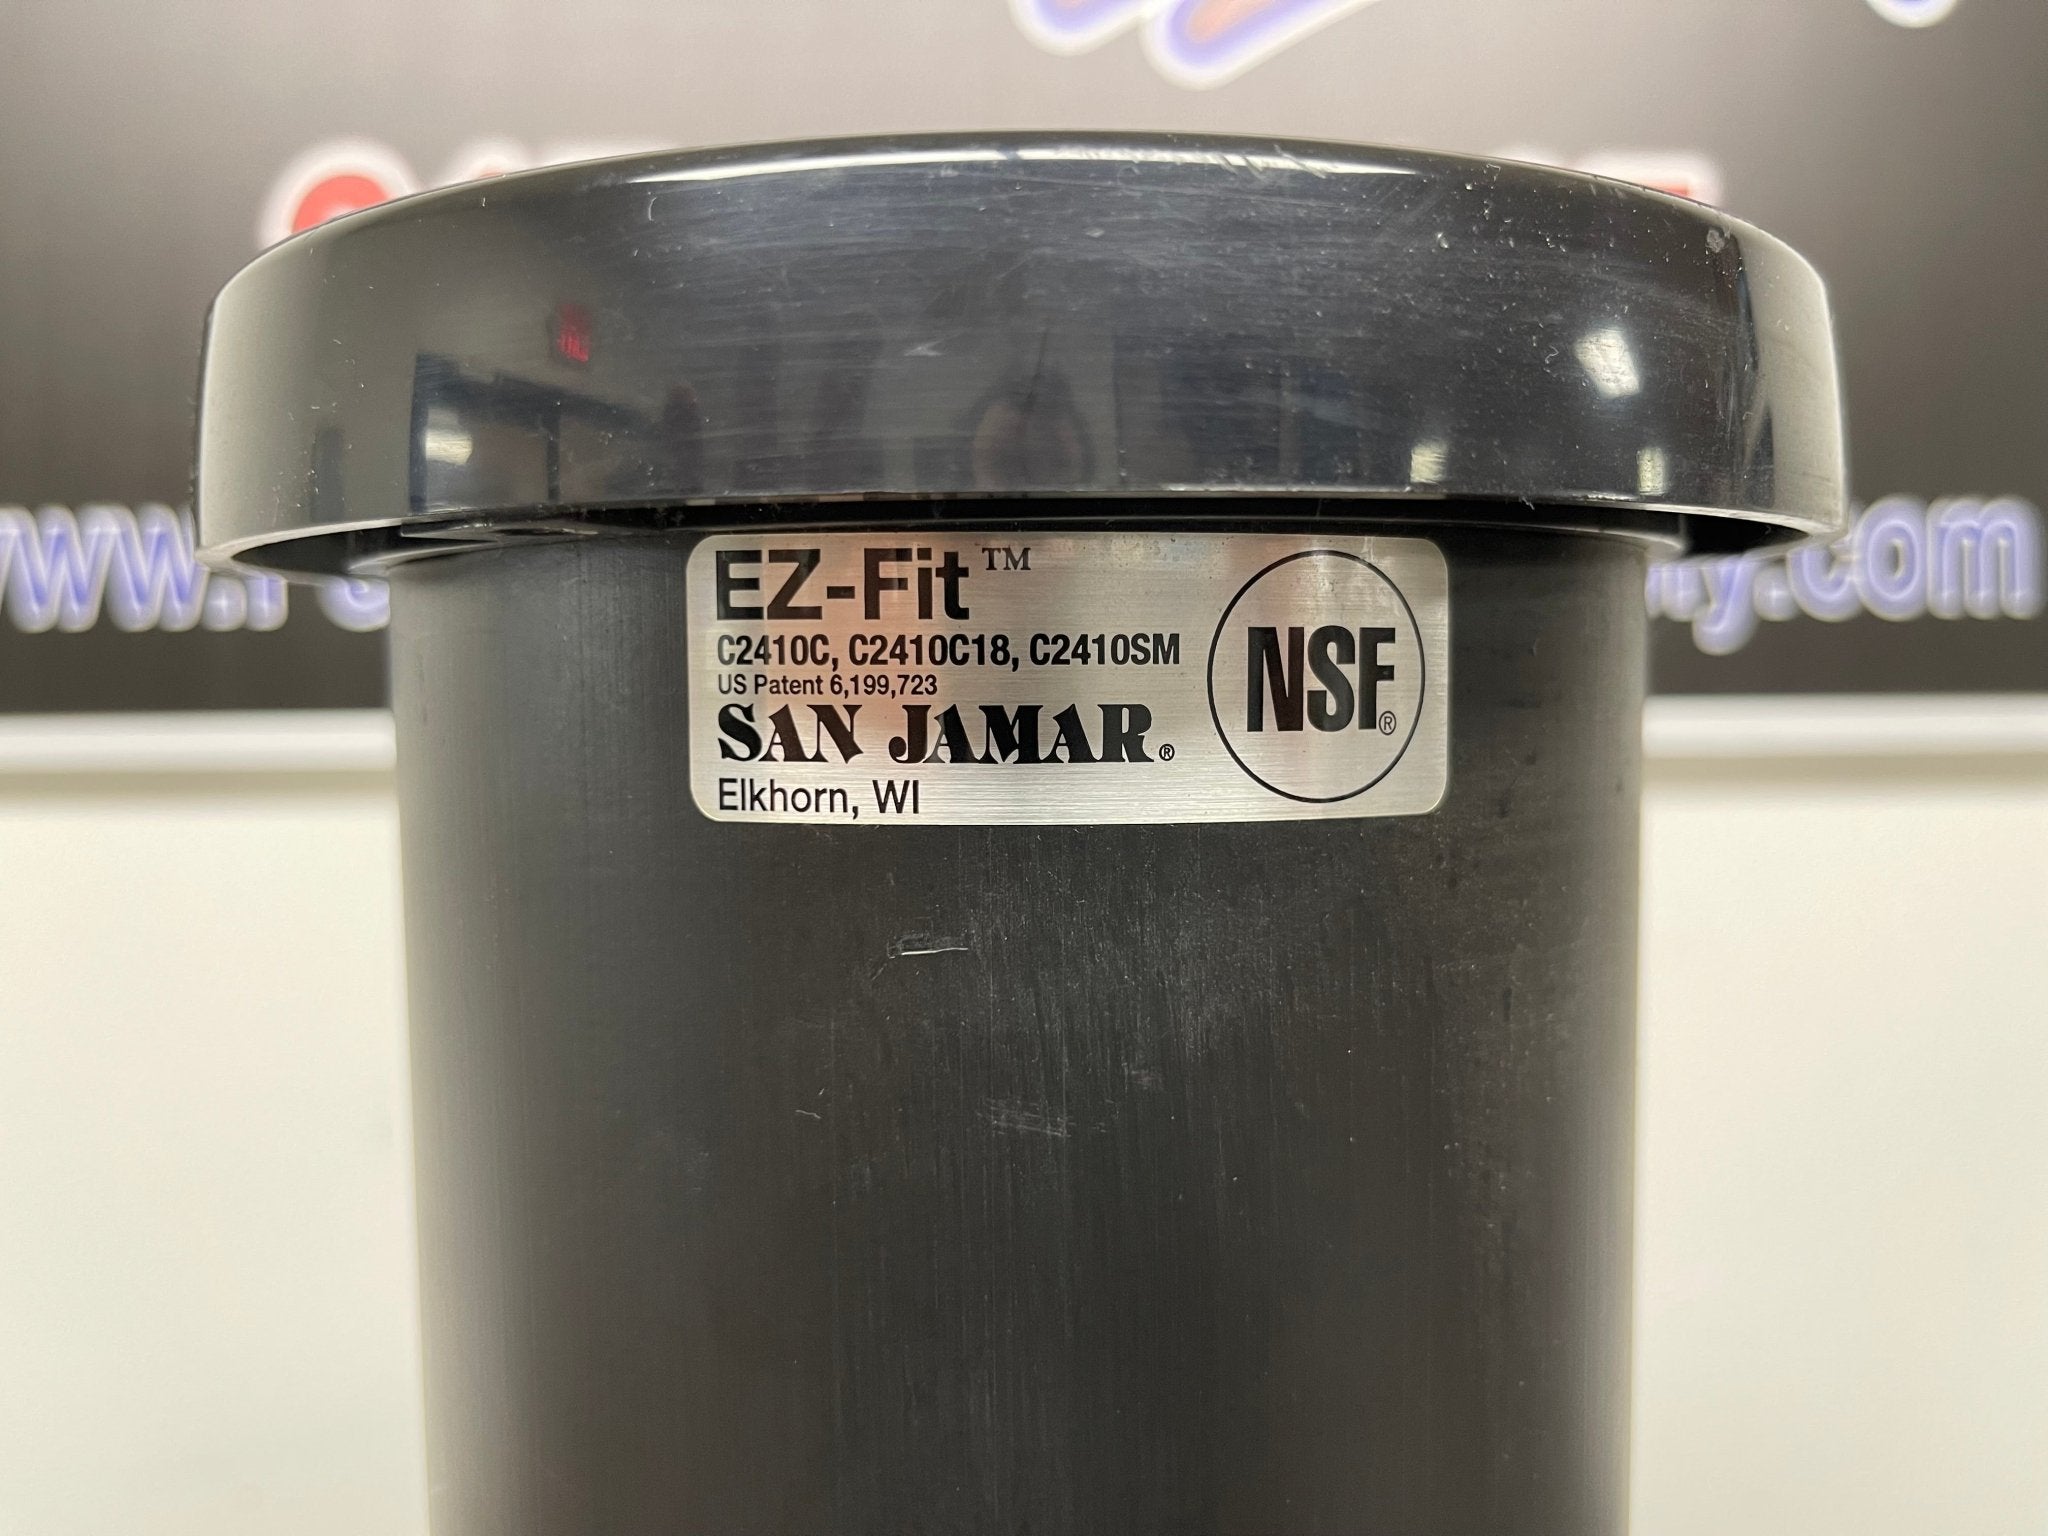 EZ-Fit™
C2410C, C2410C18, C2410SM
US Patent 6,199,723
SAN JAMAR®
Elkhorn, WI
NSF®